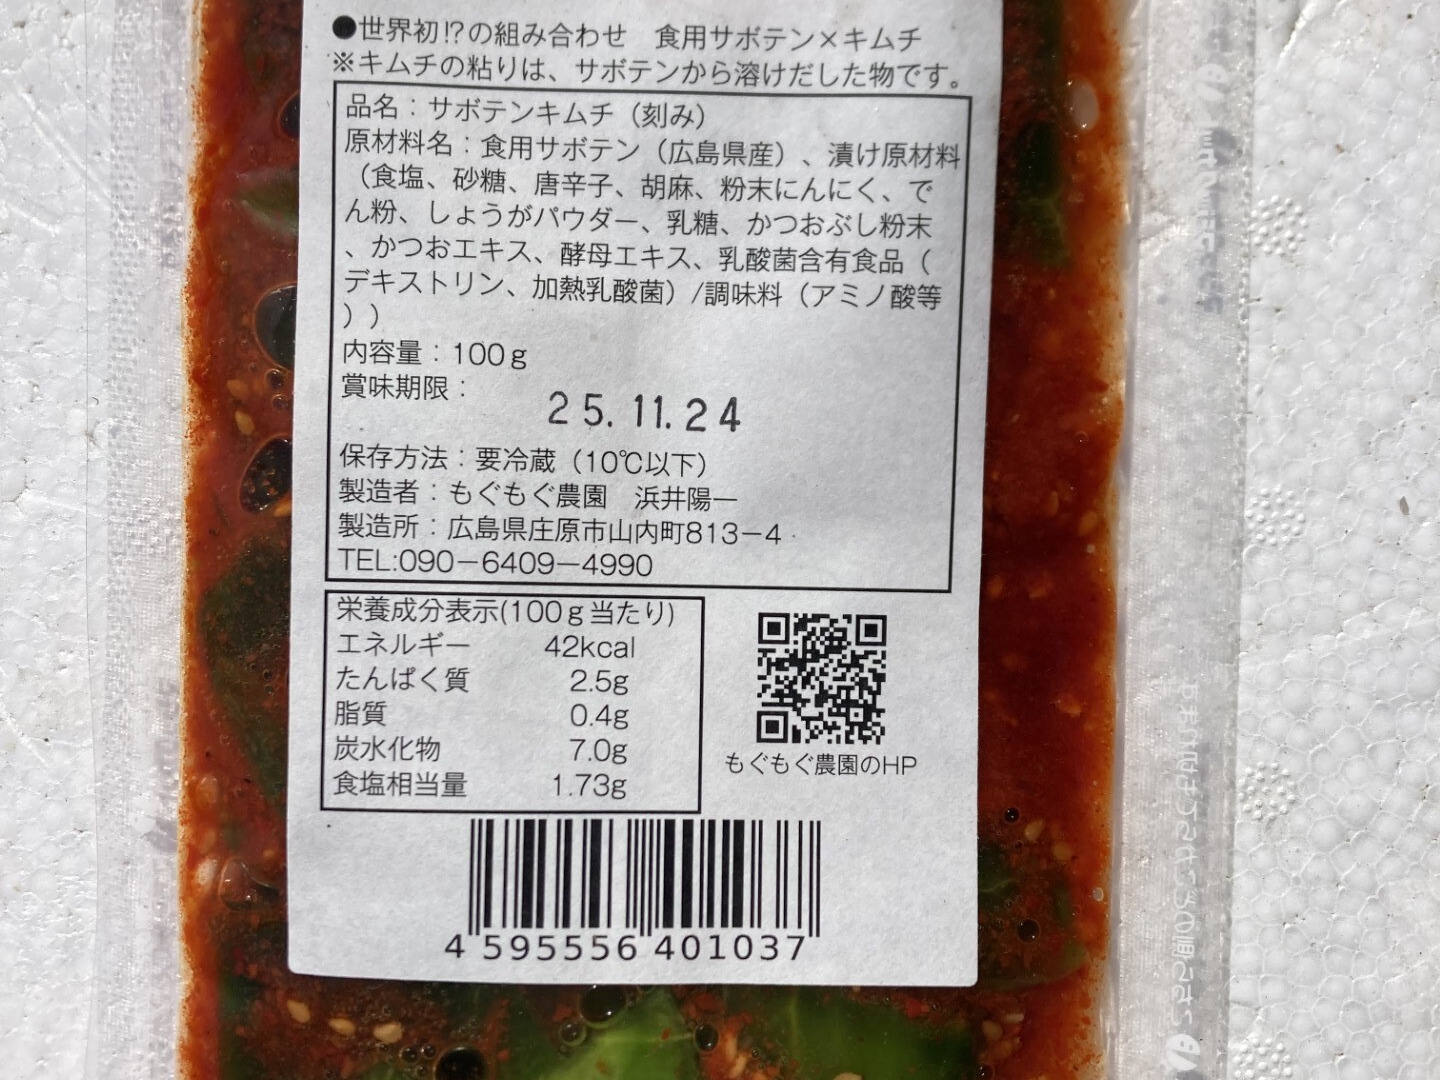 ●世界初!?の組み合わせ　食用サボテン×キムチ
※キムチの粘りは、サボテンから溶けだした物です。
品名：サボテンキムチ（刻み）
原材料名：食用サボテン（広島県産）、漬け原材料
（食塩、砂糖、唐辛子、胡麻、粉末にんにく、で
ん粉、しょうがパウダー、乳糖、かつおぶし粉末
、かつおエキス、酵母エキス、乳酸菌含有食品（
デキストリン、加熱乳酸菌）/調味料（アミノ酸等
））
内容量：100g
賞味期限：
25.11.24
保存方法：要冷蔵（10℃以下）
製造者：もぐもぐ農園　浜井陽一
製造所：広島県庄原市山内町813－4
TEL:090－6409－4990
栄養成分表示(100g当たり)
エネルギー 42kcal
たんぱく質 2.5g
脂質 0.4g
炭水化物 7.0g
食塩相当量 1.73g
もぐもぐ農園のHP
4 595556 401037